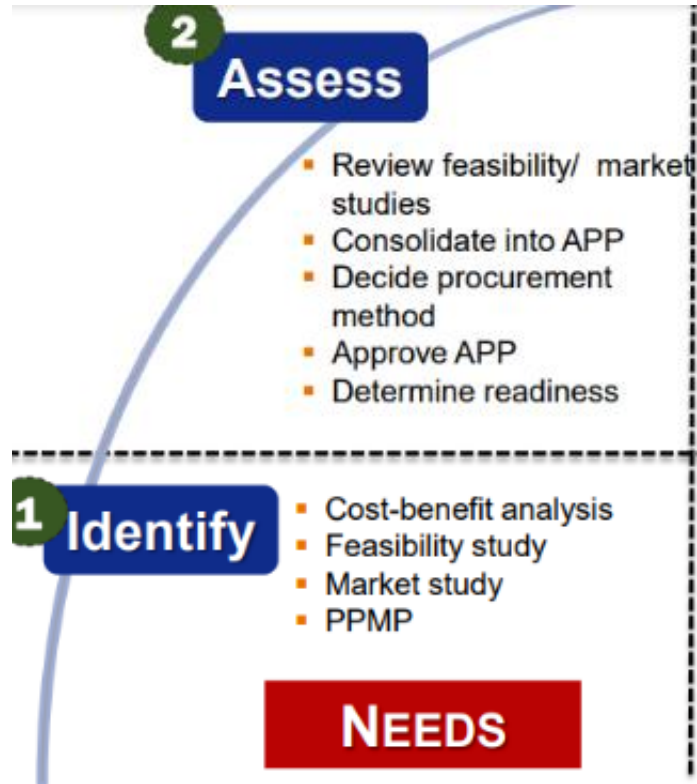 2
Assess
Review feasibility/ market
studies
Consolidate into APP
Decide procurement
method
Approve APP
Determine readiness
1
Identify
Cost-benefit analysis
Feasibility study
Market study
PPMP
NEEDS